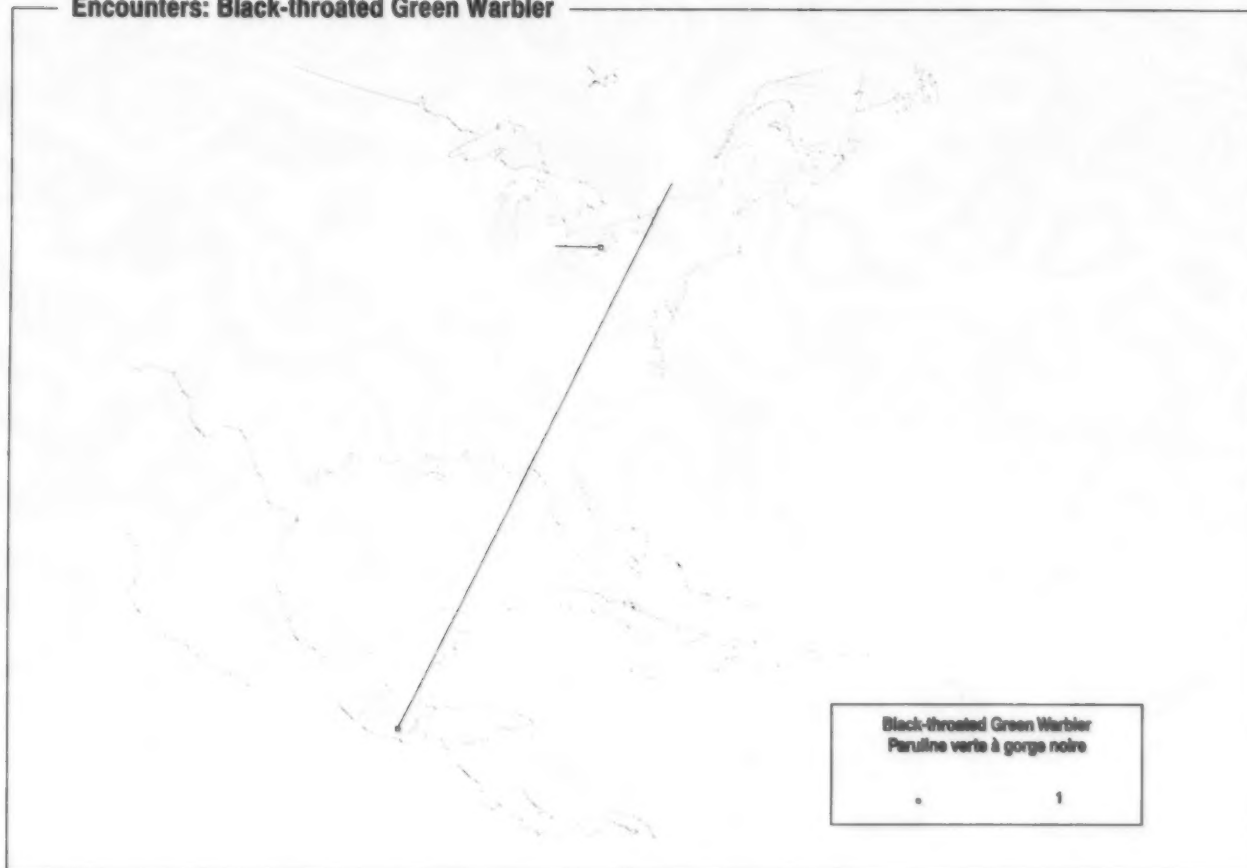 Encounters: Black-throated Green Warbler
Black-throated Green Warbler
Paruline verte à gorge noire
1